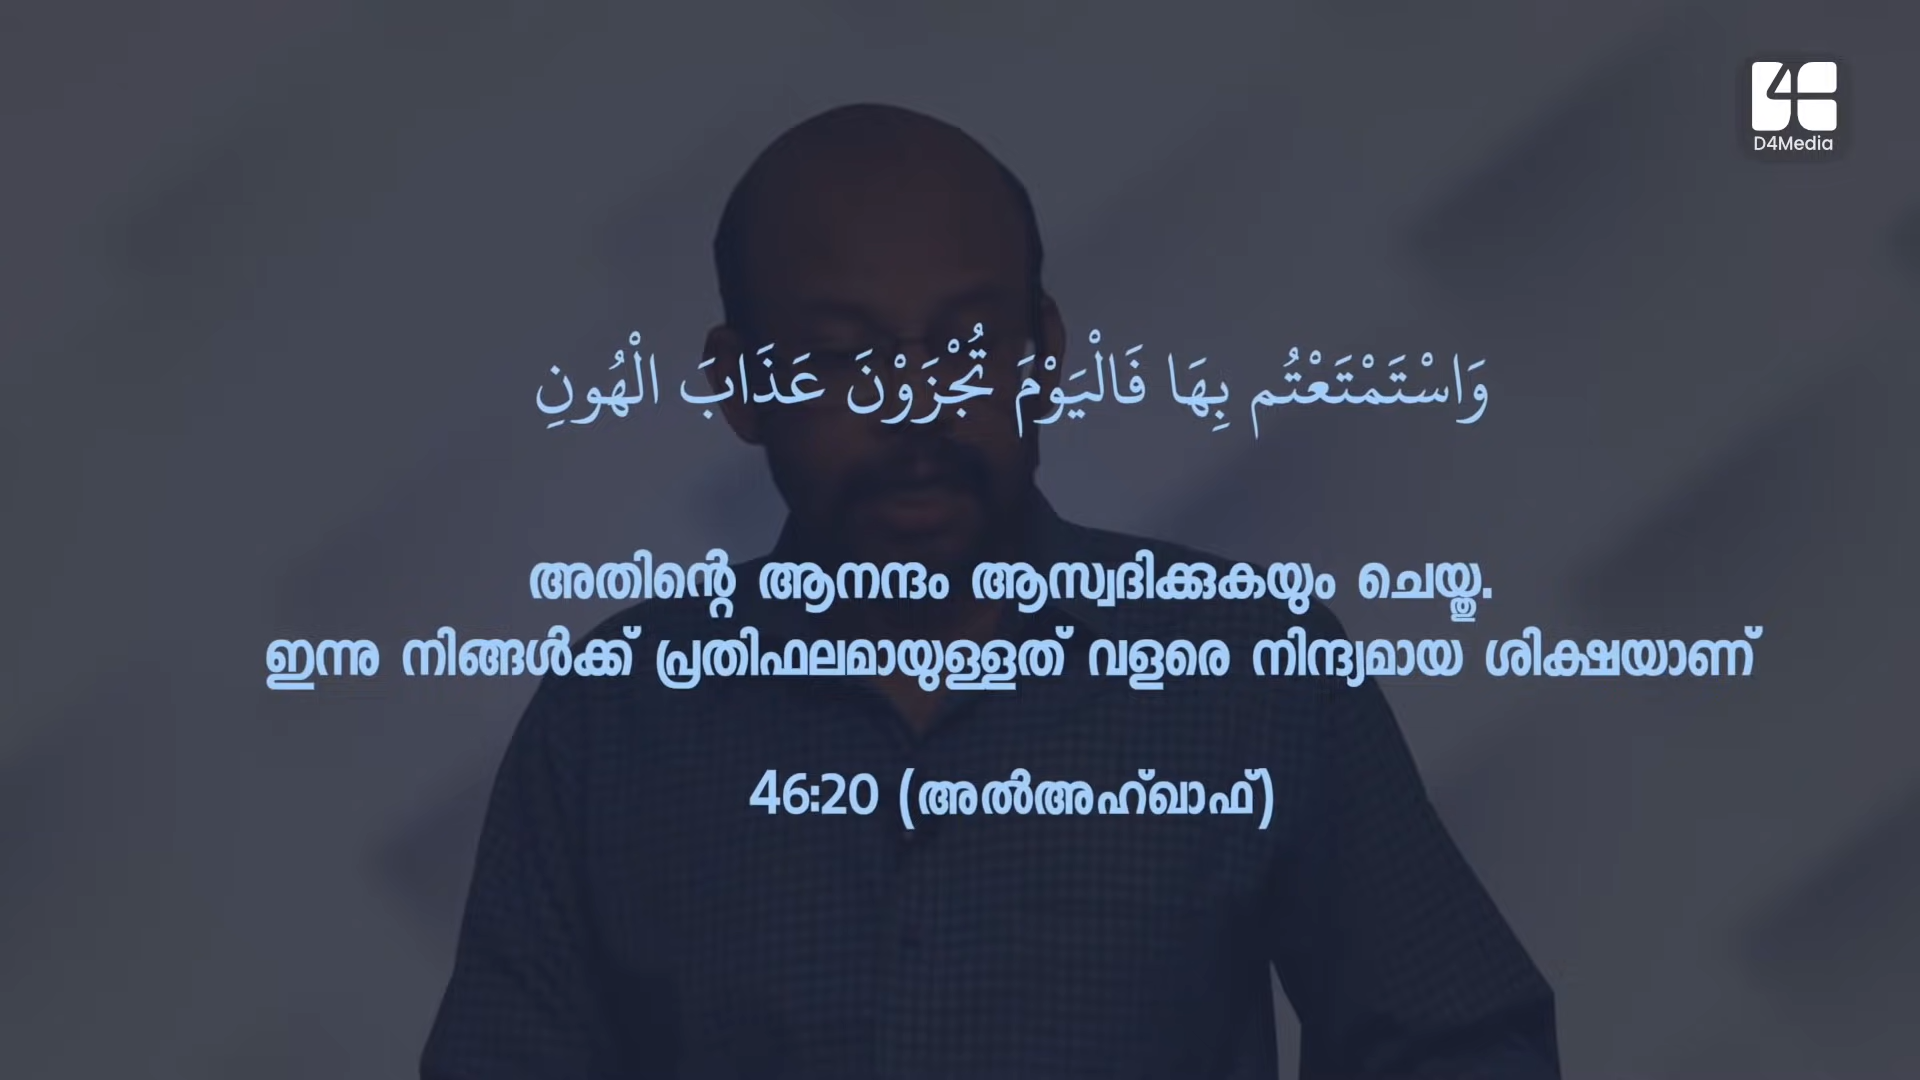 D4Media
وَاسْتَمْتَعْتُم بِهَا فَالْيَوْمَ تُجْزَوْنَ عَذَابَ الْهُونِ
അതിന്റെ ആനന്ദം ആസ്വദിക്കുകയും ചെയ്തു.
ഇന്നു നിങ്ങൾക്ക് പ്രതിഫലമായുള്ളത് വളരെ നിന്ദ്യമായ ശിക്ഷയാണ്
46:20 (അൽഅഹ്ഖാഫ്)